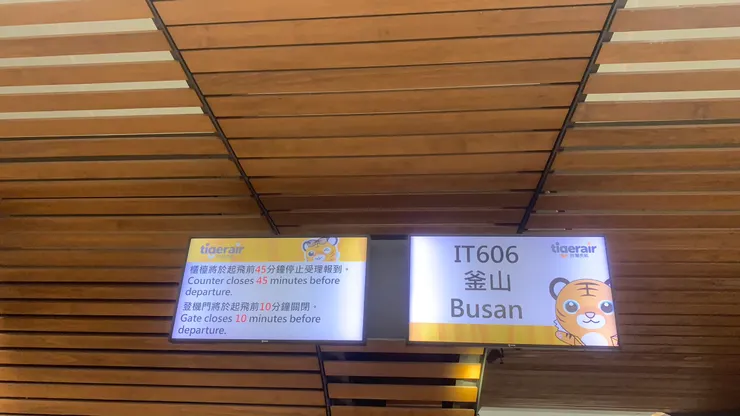 tigerair
櫃檯將於起飛前45分鐘停止受理報到。
Counter closes 45 minutes before
departure.
登機門將於起飛前10分鐘關閉。
Gate closes 10 minutes before
departure.
IT606
釜山
Busan
tigerair